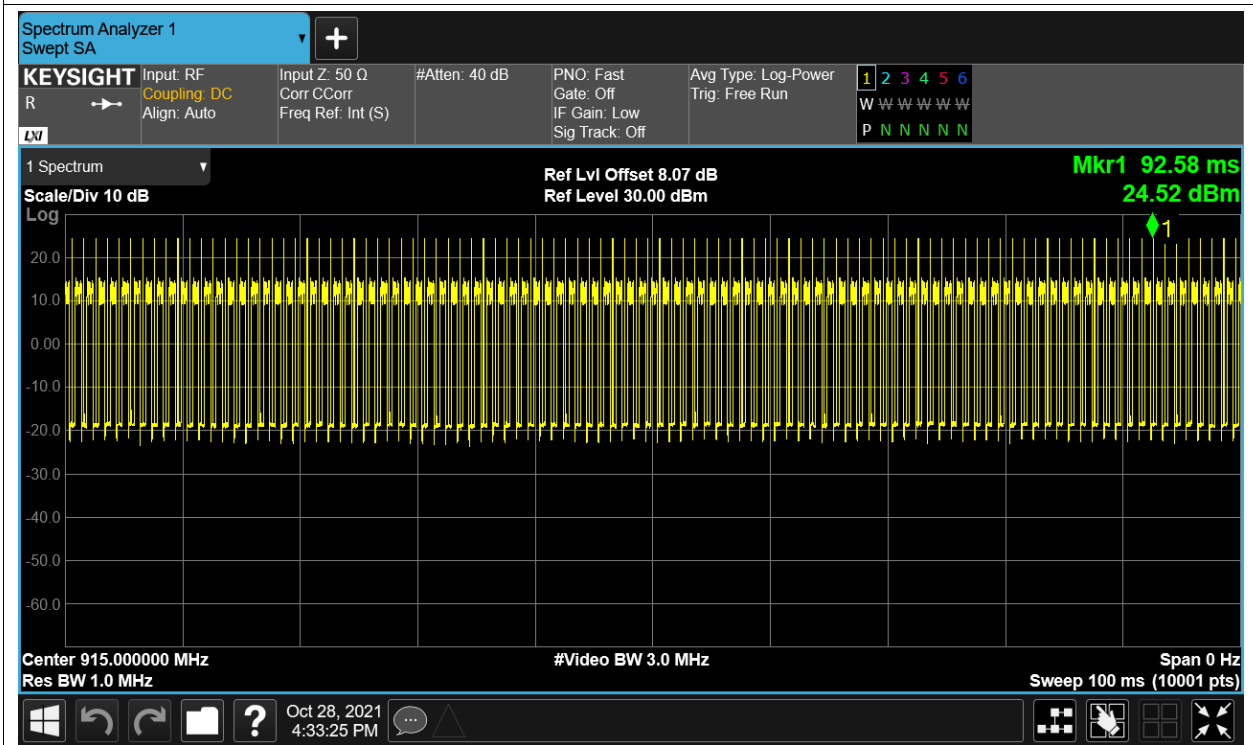 Spectrum Analyzer 1
Swept SA
+
KEYSIGHT
R
LXI
Input: RF
Coupling: DC
Align: Auto
Input Z: 50 Ω
Corr CCorr
Freq Ref: Int (S)
#Atten: 40 dB
PNO: Fast
Gate: Off
IF Gain: Low
Sig Track: Off
Avg Type: Log-Power
Trig: Free Run
1 2 3 4 5 6
W W W W W W
P N N N N N
1 Spectrum
Scale/Div 10 dB
Ref Lvl Offset 8.07 dB
Ref Level 30.00 dBm
Mkr1 92.58 ms
24.52 dBm
Log
1
20.0
10.0
0.00
-10.0
-20.0
-30.0
-40.0
-50.0
-60.0
Center 915.000000 MHz
Res BW 1.0 MHz
#Video BW 3.0 MHz
Span 0 Hz
Sweep 100 ms (10001 pts)
?
Oct 28, 2021
4:33:25 PM